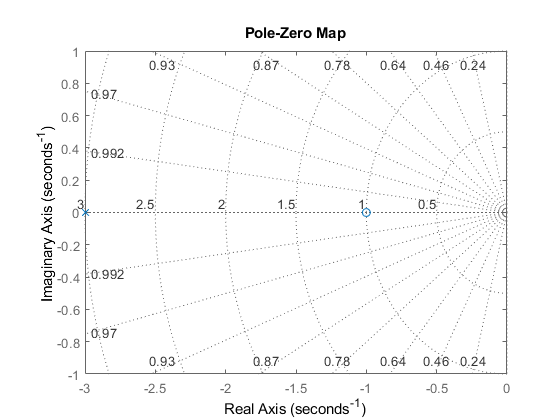 Pole-Zero Map
1
0.93 0.87 0.78 0.64 0.46 0.24
0.8
0.97
0.6
0.4
0.992
0.2
3 2.5 2 1.5 1 0.5
0
-0.2
0.992
-0.4
-0.6
0.97
-0.8
0.93 0.87 0.78 0.64 0.46 0.24
-1
-3 -2.5 -2 -1.5 -1 -0.5 0
Real Axis (seconds⁻¹)
Imaginary Axis (seconds⁻¹)